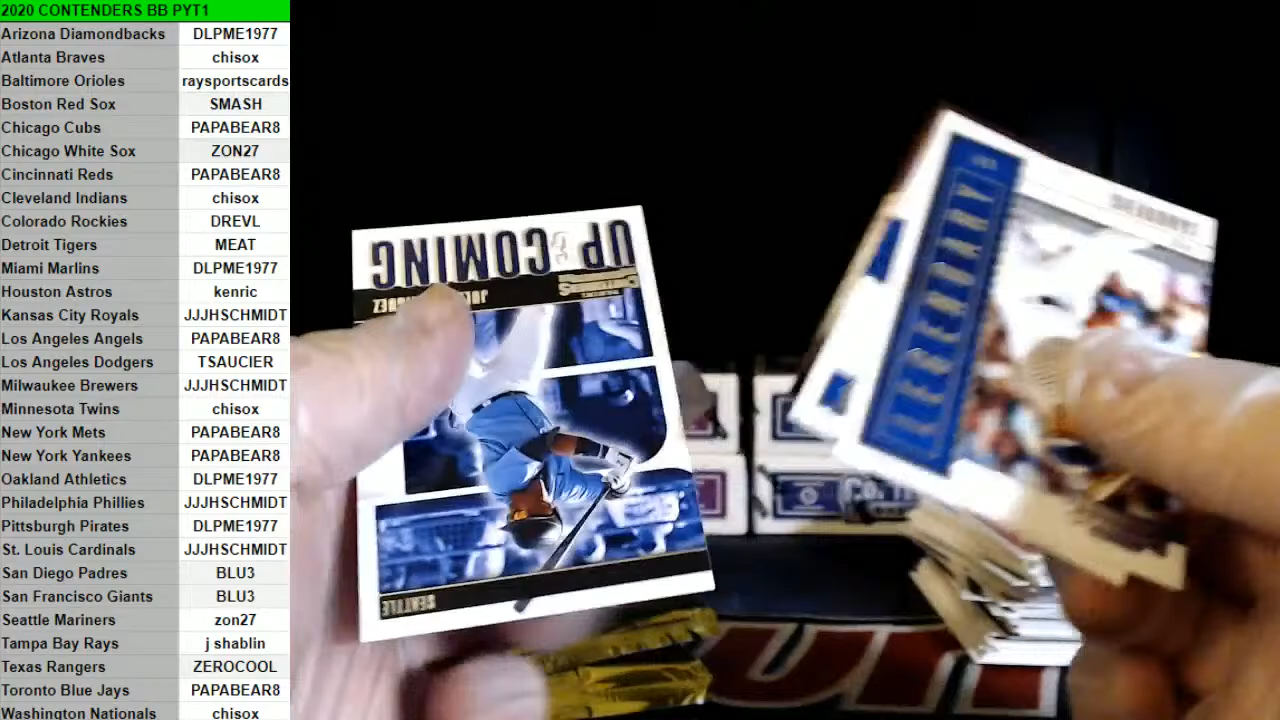 2020 CONTENDERS BB PYT1
Arizona Diamondbacks DLPME1977
Atlanta Braves chisox
Baltimore Orioles raysportscards
Boston Red Sox SMASH
Chicago Cubs PAPABEAR8
Chicago White Sox ZON27
Cincinnati Reds PAPABEAR8
Cleveland Indians chisox
Colorado Rockies DREVL
Detroit Tigers MEAT
Miami Marlins DLPME1977
Houston Astros kenric
Kansas City Royals JJJHSCHMIDT
Los Angeles Angels PAPABEAR8
Los Angeles Dodgers TSAUCIER
Milwaukee Brewers JJJHSCHMIDT
Minnesota Twins chisox
New York Mets PAPABEAR8
New York Yankees PAPABEAR8
Oakland Athletics DLPME1977
Philadelphia Phillies JJJHSCHMIDT
Pittsburgh Pirates DLPME1977
St. Louis Cardinals JJJHSCHMIDT
San Diego Padres BLU3
San Francisco Giants BLU3
Seattle Mariners zon27
Tampa Bay Rays j shablin
Texas Rangers ZEROCOOL
Toronto Blue Jays PAPABEAR8
Washington Nationals chisox
UP & COMING
SEATTLE
LEGENDARY